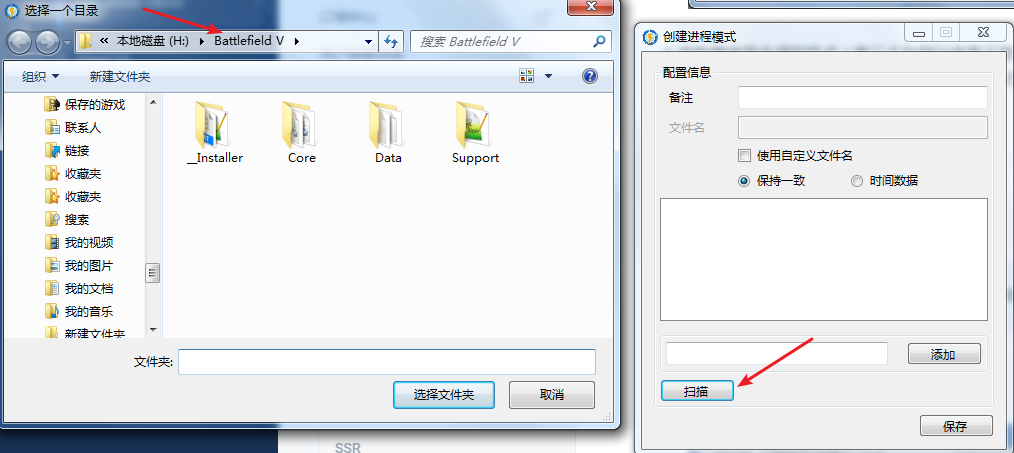 选择一个目录
« 本地磁盘 (H:) Battlefield V
搜索 Battlefield V
组织 新建文件夹
保存的游戏
联系人
链接
收藏夹
收藏夹
搜索
我的视频
我的图片
我的文档
我的音乐
新建文件夹
__Installer
Core
Data
Support
文件夹:
选择文件夹 取消
SSR
创建进程模式
配置信息
备注
文件名
使用自定义文件名
保持一致 时间数据
添加
扫描
保存